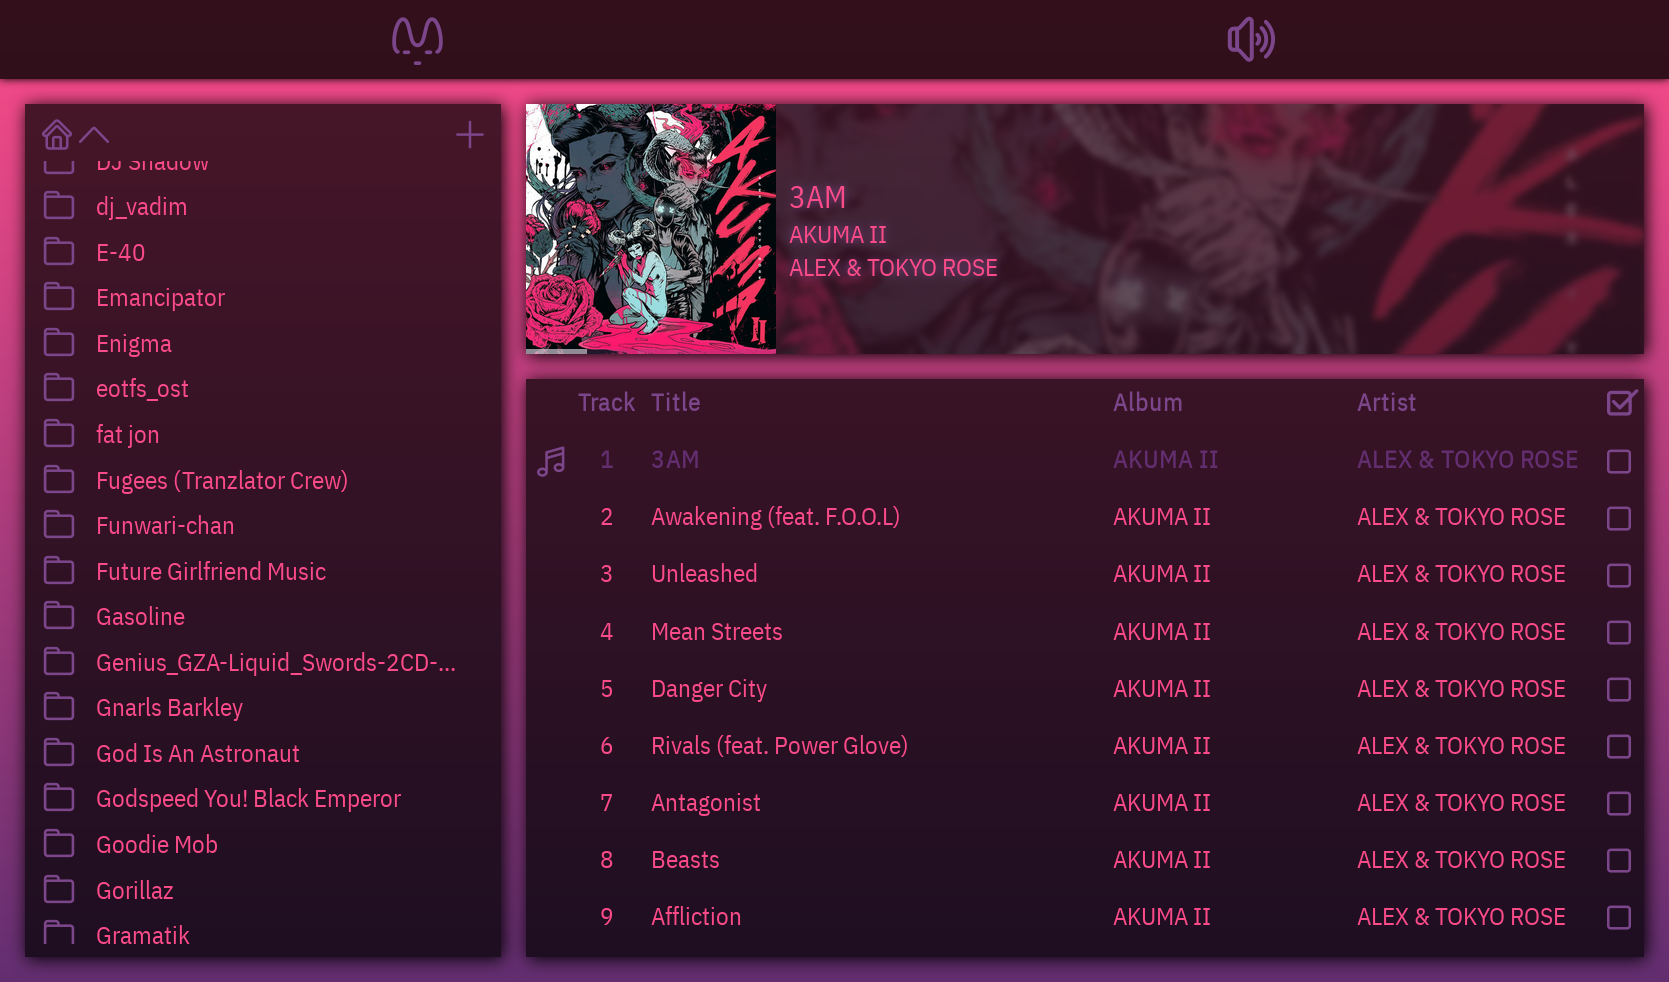 DJ Shadow
dj_vadim
E-40
Emancipator
Enigma
eotfs_ost
fat jon
Fugees (Tranzlator Crew)
Funwari-chan
Future Girlfriend Music
Gasoline
Genius_GZA-Liquid_Swords-2CD-...
Gnarls Barkley
God Is An Astronaut
Godspeed You! Black Emperor
Goodie Mob
Gorillaz
Gramatik
AKUMA
II
3AM
AKUMA II
ALEX & TOKYO ROSE
Track Title Album Artist
1 3AM AKUMA II ALEX & TOKYO ROSE
2 Awakening (feat. F.O.O.L) AKUMA II ALEX & TOKYO ROSE
3 Unleashed AKUMA II ALEX & TOKYO ROSE
4 Mean Streets AKUMA II ALEX & TOKYO ROSE
5 Danger City AKUMA II ALEX & TOKYO ROSE
6 Rivals (feat. Power Glove) AKUMA II ALEX & TOKYO ROSE
7 Antagonist AKUMA II ALEX & TOKYO ROSE
8 Beasts AKUMA II ALEX & TOKYO ROSE
9 Affliction AKUMA II ALEX & TOKYO ROSE